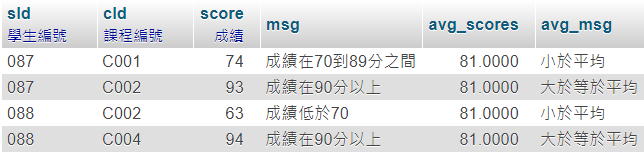 sId cId score msg avg_scores avg_msg
學生編號 課程編號 成績
087 C001 74 成績在70到89分之間 81.0000 小於平均
087 C002 93 成績在90分以上 81.0000 大於等於平均
088 C002 63 成績低於70 81.0000 小於平均
088 C004 94 成績在90分以上 81.0000 大於等於平均